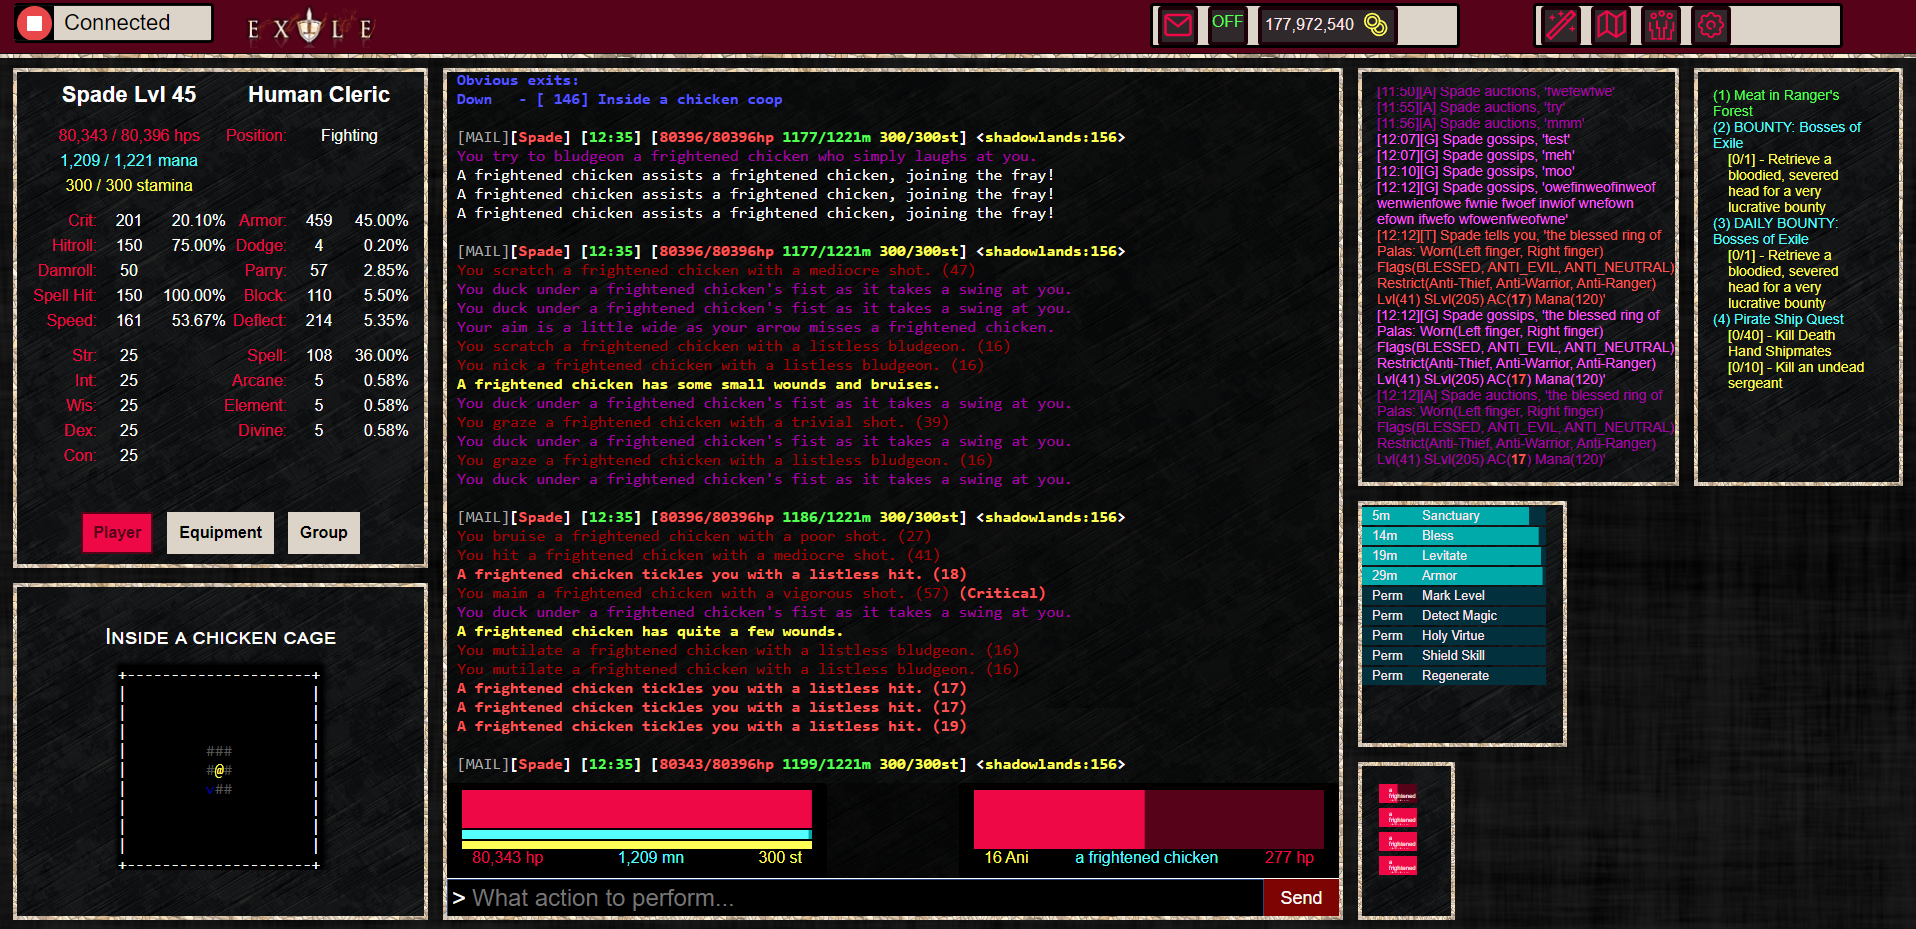 Connected
EXILE
OFF
177,972,540
Spade Lvl 45 Human Cleric
80,343 / 80,396 hps Position: Fighting
1,209 / 1,221 mana
300 / 300 stamina
Crit: 201 20.10% Armor: 459 45.00%
Hitroll: 150 75.00% Dodge: 4 0.20%
Damroll: 50 Parry: 57 2.85%
Spell Hit: 150 100.00% Block: 110 5.50%
Speed: 161 53.67% Deflect: 214 5.35%
Str: 25 Spell: 108 36.00%
Int: 25 Arcane: 5 0.58%
Wis: 25 Element: 5 0.58%
Dex: 25 Divine: 5 0.58%
Con: 25
Player Equipment Group
Inside a chicken cage
+----------------------+
###
#@#
v##
+----------------------+
Obvious exits:
Down - [ 146] Inside a chicken coop
[MAIL][Spade] [12:35] [80396/80396hp 1177/1221m 300/300st] <shadowlands:156>
You try to bludgeon a frightened chicken who simply laughs at you.
A frightened chicken assists a frightened chicken, joining the fray!
A frightened chicken assists a frightened chicken, joining the fray!
A frightened chicken assists a frightened chicken, joining the fray!
[MAIL][Spade] [12:35] [80396/80396hp 1177/1221m 300/300st] <shadowlands:156>
You scratch a frightened chicken with a mediocre shot. (47)
You duck under a frightened chicken's fist as it takes a swing at you.
You duck under a frightened chicken's fist as it takes a swing at you.
Your aim is a little wide as your arrow misses a frightened chicken.
You scratch a frightened chicken with a listless bludgeon. (16)
You nick a frightened chicken with a listless bludgeon. (16)
A frightened chicken has some small wounds and bruises.
You duck under a frightened chicken's fist as it takes a swing at you.
You graze a frightened chicken with a trivial shot. (39)
You duck under a frightened chicken's fist as it takes a swing at you.
You graze a frightened chicken with a listless bludgeon. (16)
You duck under a frightened chicken's fist as it takes a swing at you.
[MAIL][Spade] [12:35] [80396/80396hp 1186/1221m 300/300st] <shadowlands:156>
You bruise a frightened chicken with a poor shot. (27)
You hit a frightened chicken with a mediocre shot. (41)
A frightened chicken tickles you with a listless hit. (18)
You maim a frightened chicken with a vigorous shot. (57) (Critical)
You duck under a frightened chicken's fist as it takes a swing at you.
A frightened chicken has quite a few wounds.
You mutilate a frightened chicken with a listless bludgeon. (16)
You mutilate a frightened chicken with a listless bludgeon. (16)
A frightened chicken tickles you with a listless hit. (17)
A frightened chicken tickles you with a listless hit. (17)
A frightened chicken tickles you with a listless hit. (19)
[MAIL][Spade] [12:35] [80343/80396hp 1199/1221m 300/300st] <shadowlands:156>
80,343 hp 1,209 mn 300 st
16 Ani a frightened chicken 277 hp
> What action to perform...
Send
[11:50][A] Spade auctions, 'fwefewfwe'
[11:55][A] Spade auctions, 'try'
[11:56][A] Spade auctions, 'mmm'
[12:07][G] Spade gossips, 'test'
[12:07][G] Spade gossips, 'meh'
[12:10][G] Spade gossips, 'moo'
[12:12][G] Spade gossips, 'owefinweofinweof
wenwienfowe fwnie fwoef inwiof wnefown
efown ifwefo wfowenfweofwne'
[12:12][T] Spade tells you, 'the blessed ring of
Palas: Worn(Left finger, Right finger)
Flags(BLESSED, ANTI_EVIL, ANTI_NEUTRAL)
Restrict(Anti-Thief, Anti-Warrior, Anti-Ranger)
Lvl(41) SLvl(205) AC(17) Mana(120)'
[12:12][G] Spade gossips, 'the blessed ring of
Palas: Worn(Left finger, Right finger)
Flags(BLESSED, ANTI_EVIL, ANTI_NEUTRAL)
Restrict(Anti-Thief, Anti-Warrior, Anti-Ranger)
Lvl(41) SLvl(205) AC(17) Mana(120)'
[12:12][A] Spade auctions, 'the blessed ring of
Palas: Worn(Left finger, Right finger)
Flags(BLESSED, ANTI_EVIL, ANTI_NEUTRAL)
Restrict(Anti-Thief, Anti-Warrior, Anti-Ranger)
Lvl(41) SLvl(205) AC(17) Mana(120)'
(1) Meat in Ranger's
Forest
(2) BOUNTY: Bosses of
Exile
[0/1] - Retrieve a
bloodied, severed
head for a very
lucrative bounty
(3) DAILY BOUNTY:
Bosses of Exile
[0/1] - Retrieve a
bloodied, severed
head for a very
lucrative bounty
(4) Pirate Ship Quest
[0/40] - Kill Death
Hand Shipmates
[0/10] - Kill an undead
sergeant
5m Sanctuary
14m Bless
19m Levitate
29m Armor
Perm Mark Level
Perm Detect Magic
Perm Holy Virtue
Perm Shield Skill
Perm Regenerate
a
frightened
a
frightened
a
frightened
a
frightened